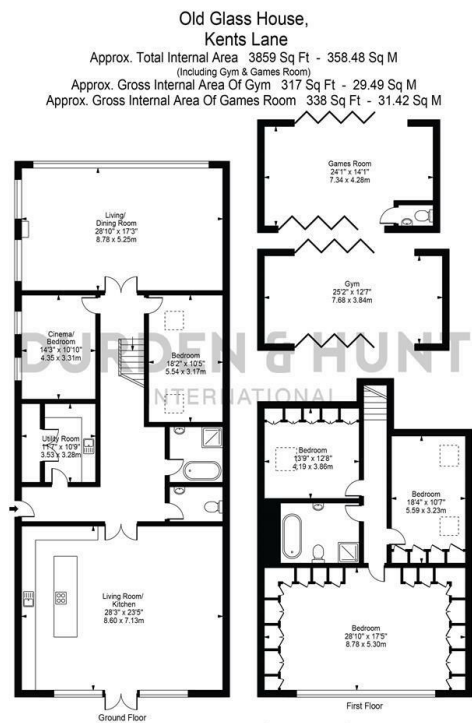 Old Glass House,
Kents Lane
Approx. Total Internal Area 3859 Sq Ft - 358.48 Sq M
(Including Gym & Games Room)
Approx. Gross Internal Area Of Gym 317 Sq Ft - 29.49 Sq M
Approx. Gross Internal Area Of Games Room 338 Sq Ft - 31.42 Sq M
Games Room
24'1" x 14'1"
7.34 x 4.28m
Living/
Dining Room
28'10" x 17'3"
8.78 x 5.25m
Gym
25'2" x 12'7"
7.68 x 3.84m
Cinema/
Bedroom
14'3" x 10'10"
4.35 x 3.31m
Bedroom
18'2" x 10'5"
5.54 x 3.17m
DURDEN & HUNT
INTERNATIONAL
Utility Room
11'7" x 10'9"
3.53 x 3.28m
Bedroom
13'9" x 12'8"
4.19 x 3.86m
Bedroom
18'4" x 10'7"
5.59 x 3.23m
Living Room/
Kitchen
28'3" x 23'5"
8.60 x 7.13m
Bedroom
28'10" x 17'5"
8.78 x 5.30m
Ground Floor
First Floor